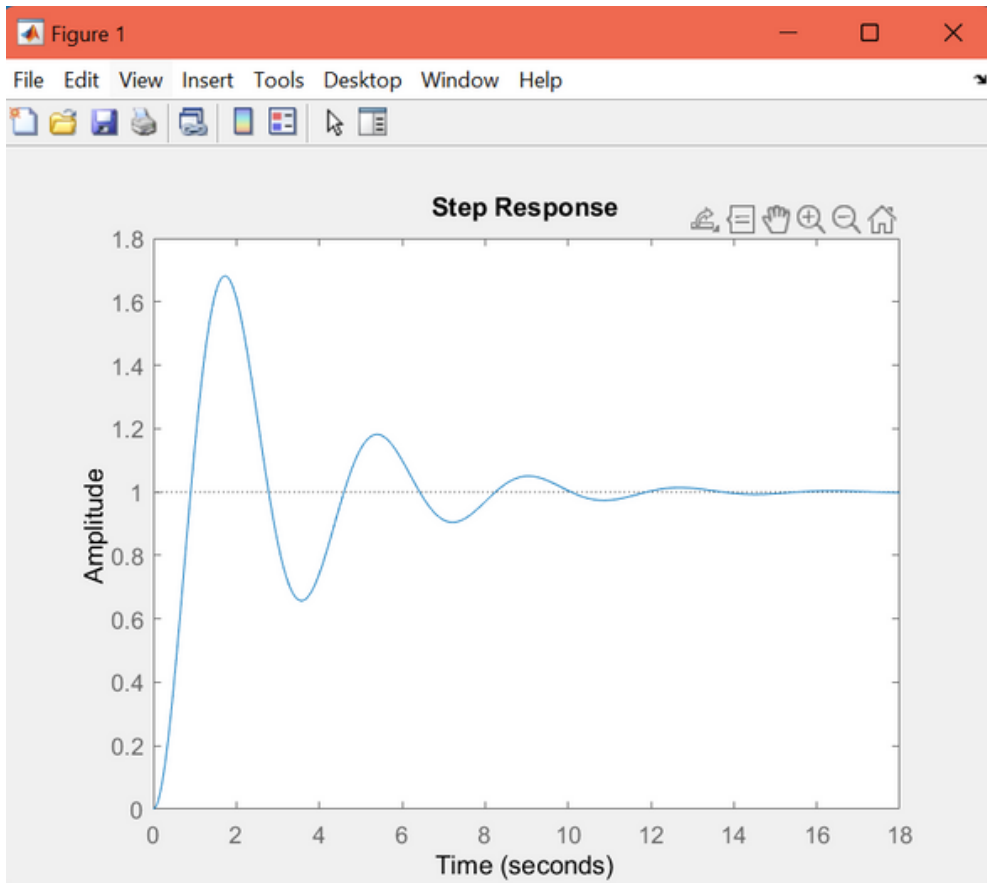 Figure 1
File Edit View Insert Tools Desktop Window Help
Step Response
1.8
1.6
1.4
1.2
1
0.8
0.6
0.4
0.2
0
Amplitude
0 2 4 6 8 10 12 14 16 18
Time (seconds)